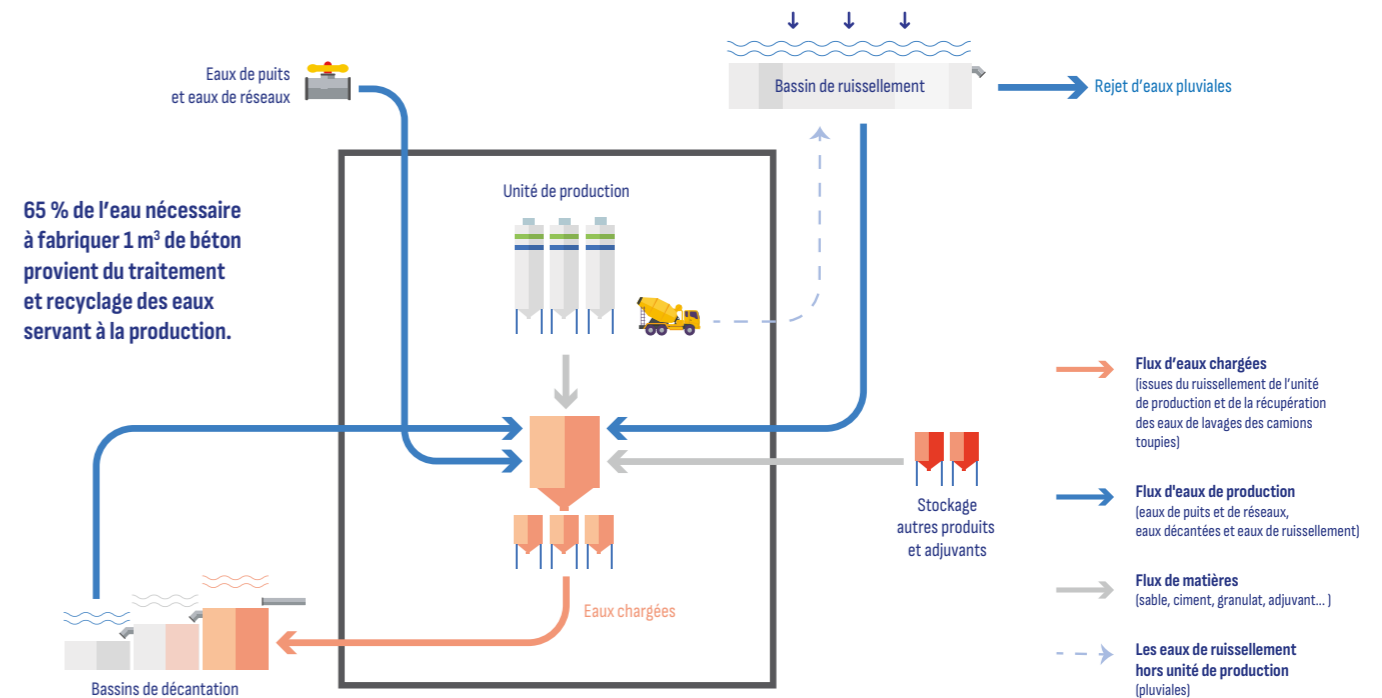 Eaux de puits
et eaux de réseaux
Bassin de ruissellement
Rejet d'eaux pluviales
65 % de l'eau nécessaire
à fabriquer 1 m³ de béton
provient du traitement
et recyclage des eaux
servant à la production.
Unité de production
Stockage
autres produits
et adjuvants
Eaux chargées
Bassins de décantation
Flux d'eaux chargées
(issues du ruissellement de l'unité
de production et de la récupération
des eaux de lavages des camions
toupies)
Flux d'eaux de production
(eaux de puits et de réseaux,
eaux décantées et eaux de ruissellement)
Flux de matières
(sable, ciment, granulat, adjuvant... )
Les eaux de ruissellement
hors unité de production
(pluviales)